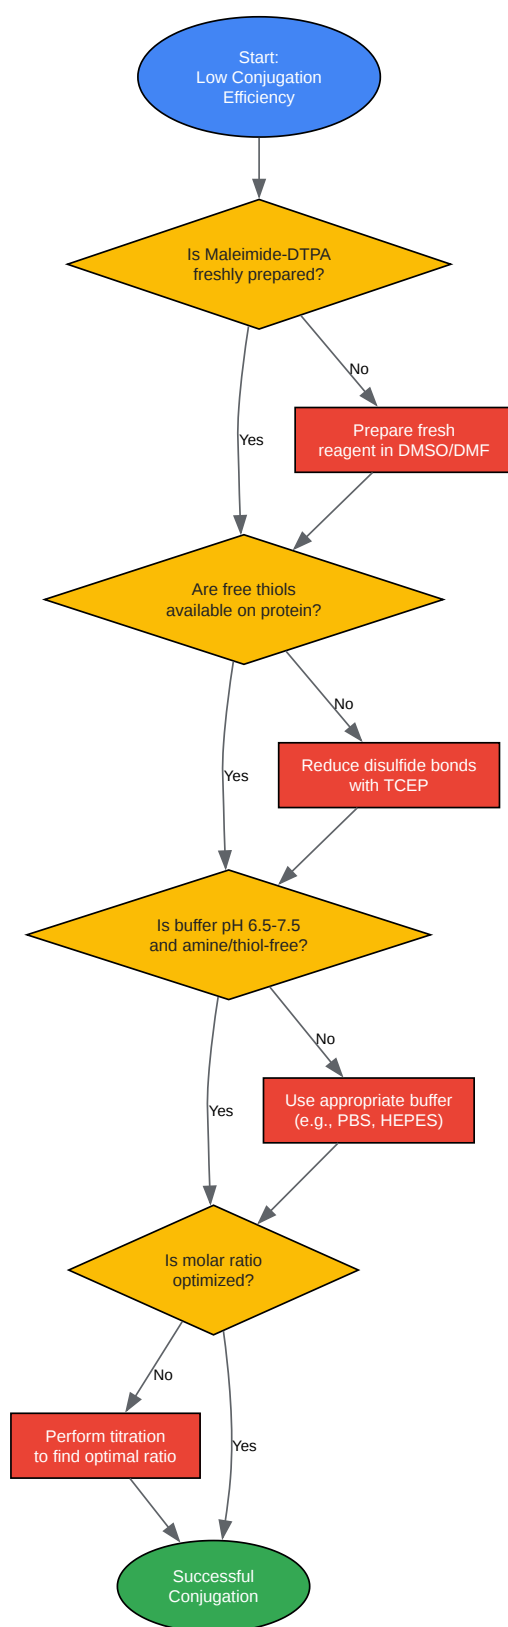 Start:
Low Conjugation
Efficiency
Is Maleimide-DTPA
freshly prepared?
No
Yes
Prepare fresh
reagent in DMSO/DMF
Are free thiols
available on protein?
No
Yes
Reduce disulfide bonds
with TCEP
Is buffer pH 6.5-7.5
and amine/thiol-free?
No
Yes
Use appropriate buffer
(e.g., PBS, HEPES)
Is molar ratio
optimized?
No
Yes
Perform titration
to find optimal ratio
Successful
Conjugation